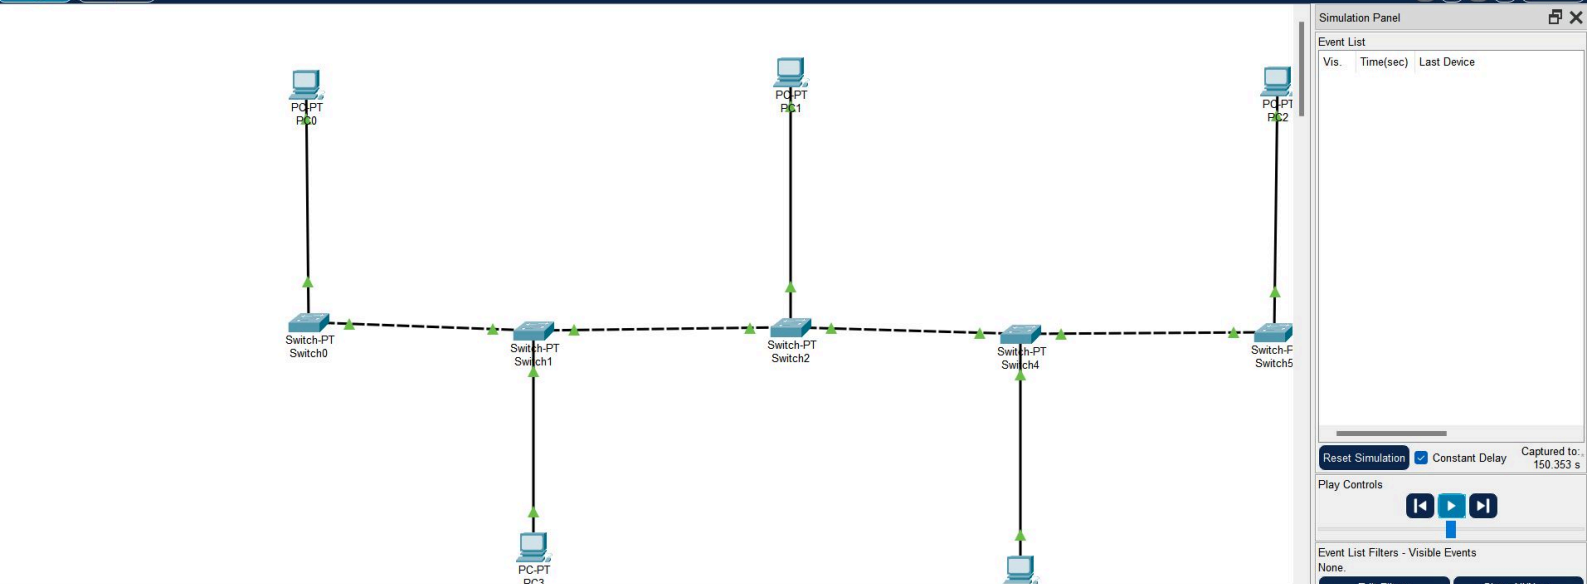 Simulation Panel
Event List
Vis. Time(sec) Last Device
PC-PT
PC0
PC-PT
PC1
PC-PT
PC2
Switch-PT
Switch0
Switch-PT
Switch1
Switch-PT
Switch2
Switch-PT
Switch4
Switch-P
Switch5
PC-PT
PC3
Reset Simulation
Constant Delay
Captured to:
150.353 s
Play Controls
Event List Filters - Visible Events
None.